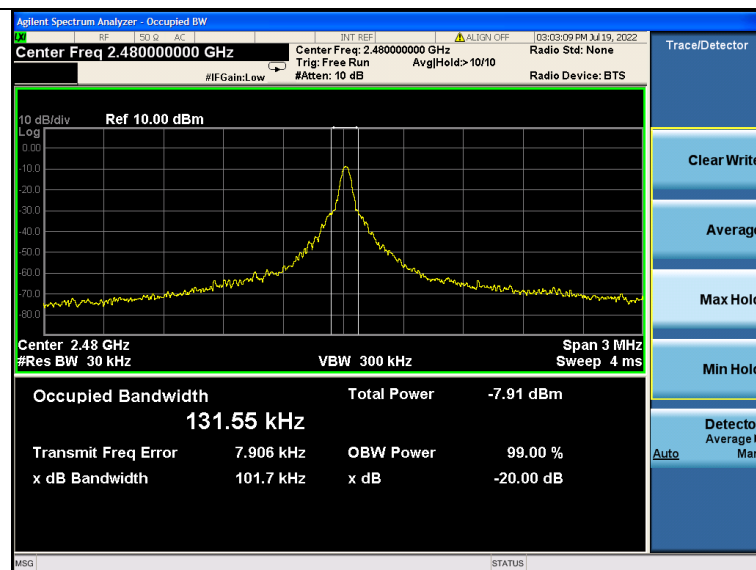 Agilent Spectrum Analyzer - Occupied BW
LXI RF 50 Ω AC INT REF ALIGN OFF 03:03:09 PM Jul 19, 2022
Center Freq 2.480000000 GHz
Center Freq: 2.480000000 GHz
Radio Std: None
Trig: Free Run Avg|Hold:> 10/10
#IFGain:Low
#Atten: 10 dB
Radio Device: BTS
Trace/Detector
10 dB/div Ref 10.00 dBm
Log
0.00
-10.0
-20.0
-30.0
-40.0
-50.0
-60.0
-70.0
-80.0
Center 2.48 GHz Span 3 MHz
#Res BW 30 kHz VBW 300 kHz Sweep 4 ms
Occupied Bandwidth Total Power -7.91 dBm
131.55 kHz
Transmit Freq Error 7.906 kHz OBW Power 99.00 %
x dB Bandwidth 101.7 kHz x dB -20.00 dB
Clear Write
Average
Max Hold
Min Hold
Detecto
Average
Auto Man
MSG STATUS